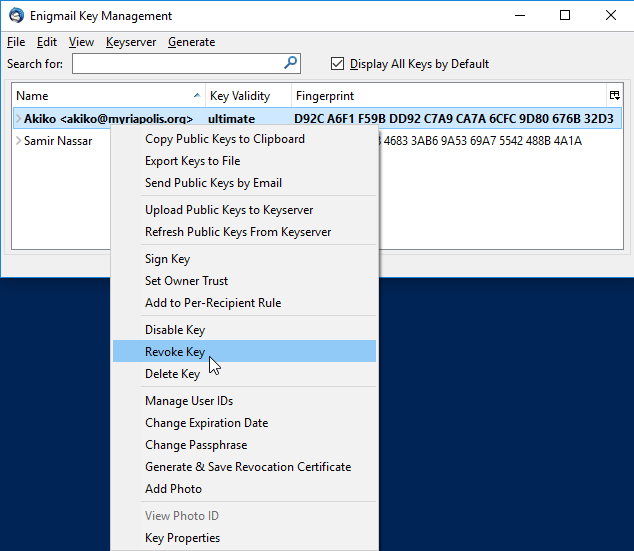 Enigmail Key Management
File Edit View Keyserver Generate
Search for: Display All Keys by Default
Name Key Validity Fingerprint
Akiko <akiko@myriapolis.org> ultimate D92C A6F1 F59B DD92 C7A9 CA7A 6CFC 9D80 676B 32D3
Samir Nassar 4683 3AB6 9A53 69A7 5542 488B 4A1A
Copy Public Keys to Clipboard
Export Keys to File
Send Public Keys by Email
Upload Public Keys to Keyserver
Refresh Public Keys From Keyserver
Sign Key
Set Owner Trust
Add to Per-Recipient Rule
Disable Key
Revoke Key
Delete Key
Manage User IDs
Change Expiration Date
Change Passphrase
Generate & Save Revocation Certificate
Add Photo
View Photo ID
Key Properties